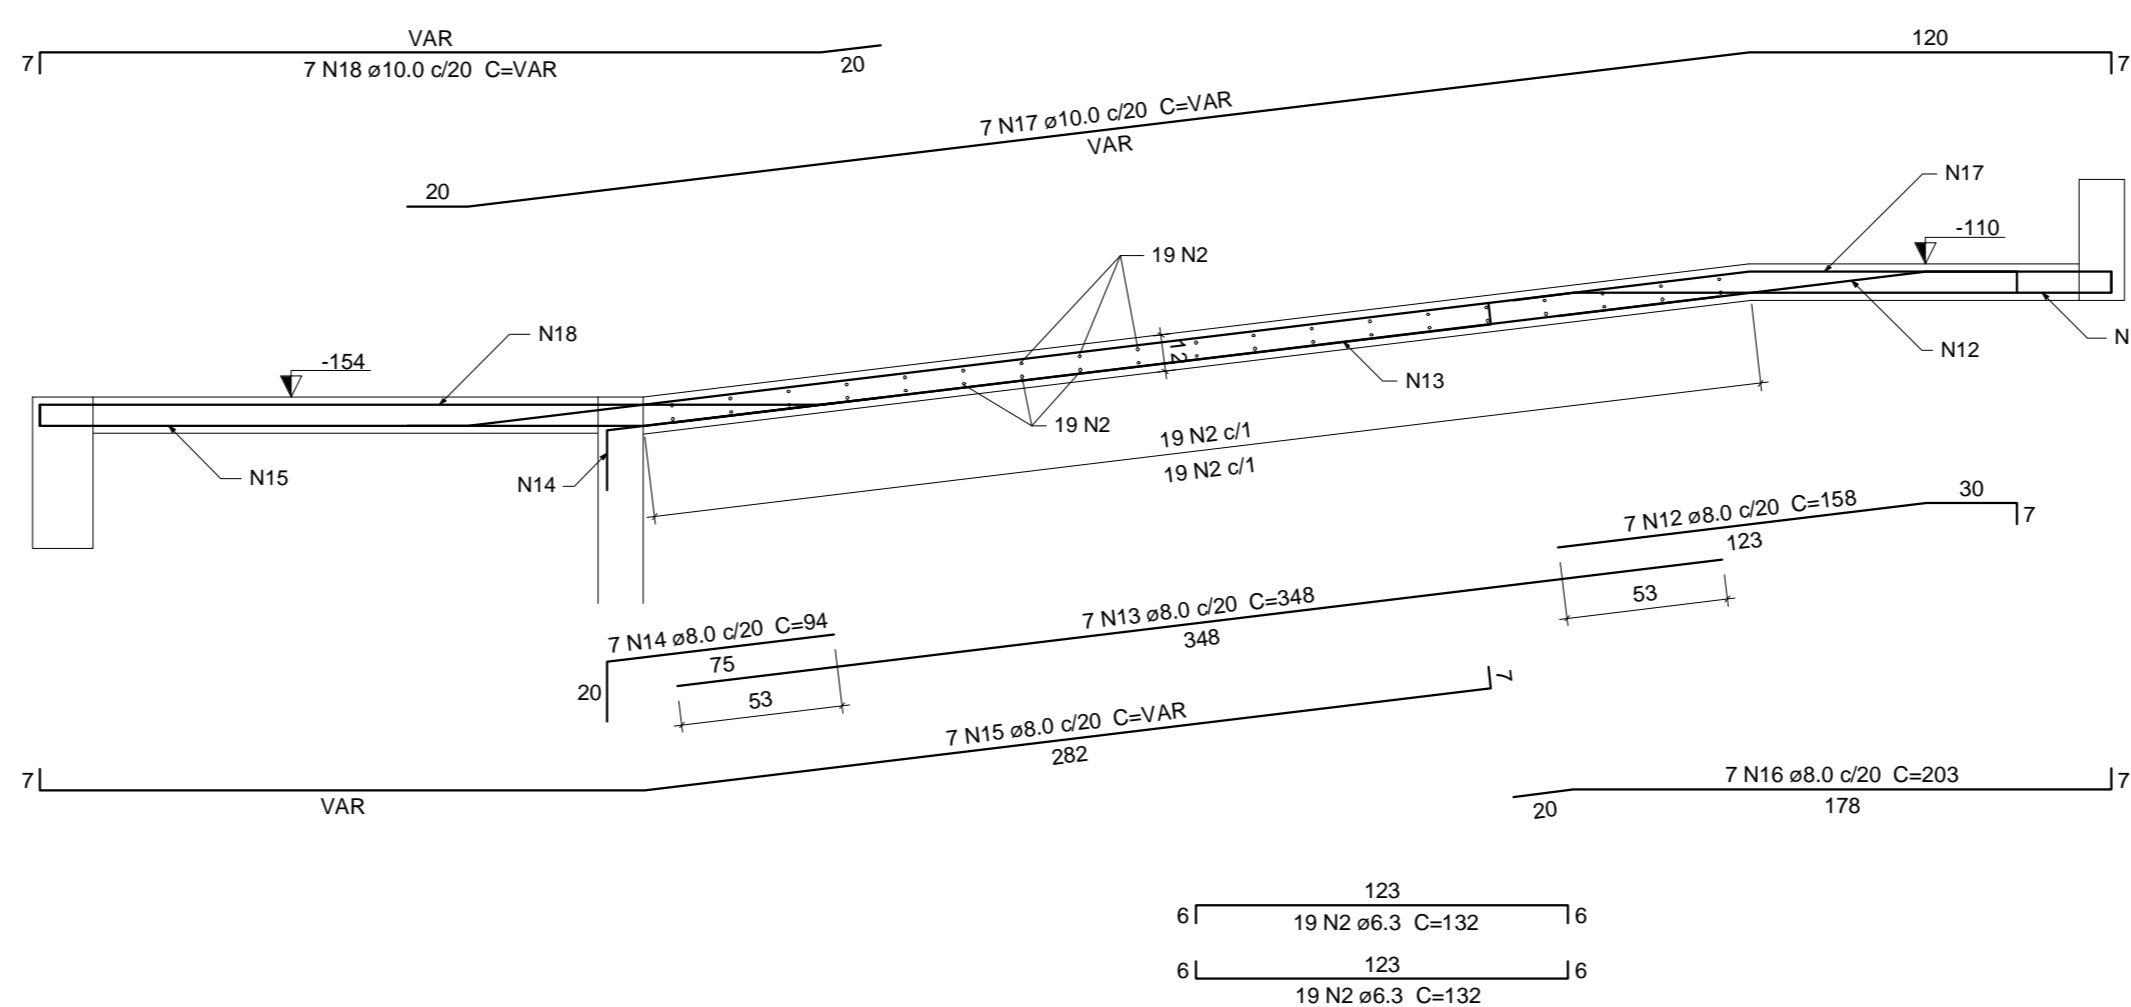 VAR
7
7 N18 ø10.0 c/20 C=VAR
20
120
7
7 N17 ø10.0 c/20 C=VAR
VAR
20
N17
-110
19 N2
N18
-154
12
N
N12
N13
19 N2
N15
N14
19 N2 c/1
19 N2 c/1
7 N12 ø8.0 c/20 C=158
30
7
123
53
7 N13 ø8.0 c/20 C=348
348
7 N14 ø8.0 c/20 C=94
75
20
53
7
7 N15 ø8.0 c/20 C=VAR
282
7
VAR
7 N16 ø8.0 c/20 C=203
7
20
178
123
6
6
19 N2 ø6.3 C=132
123
6
6
19 N2 ø6.3 C=132